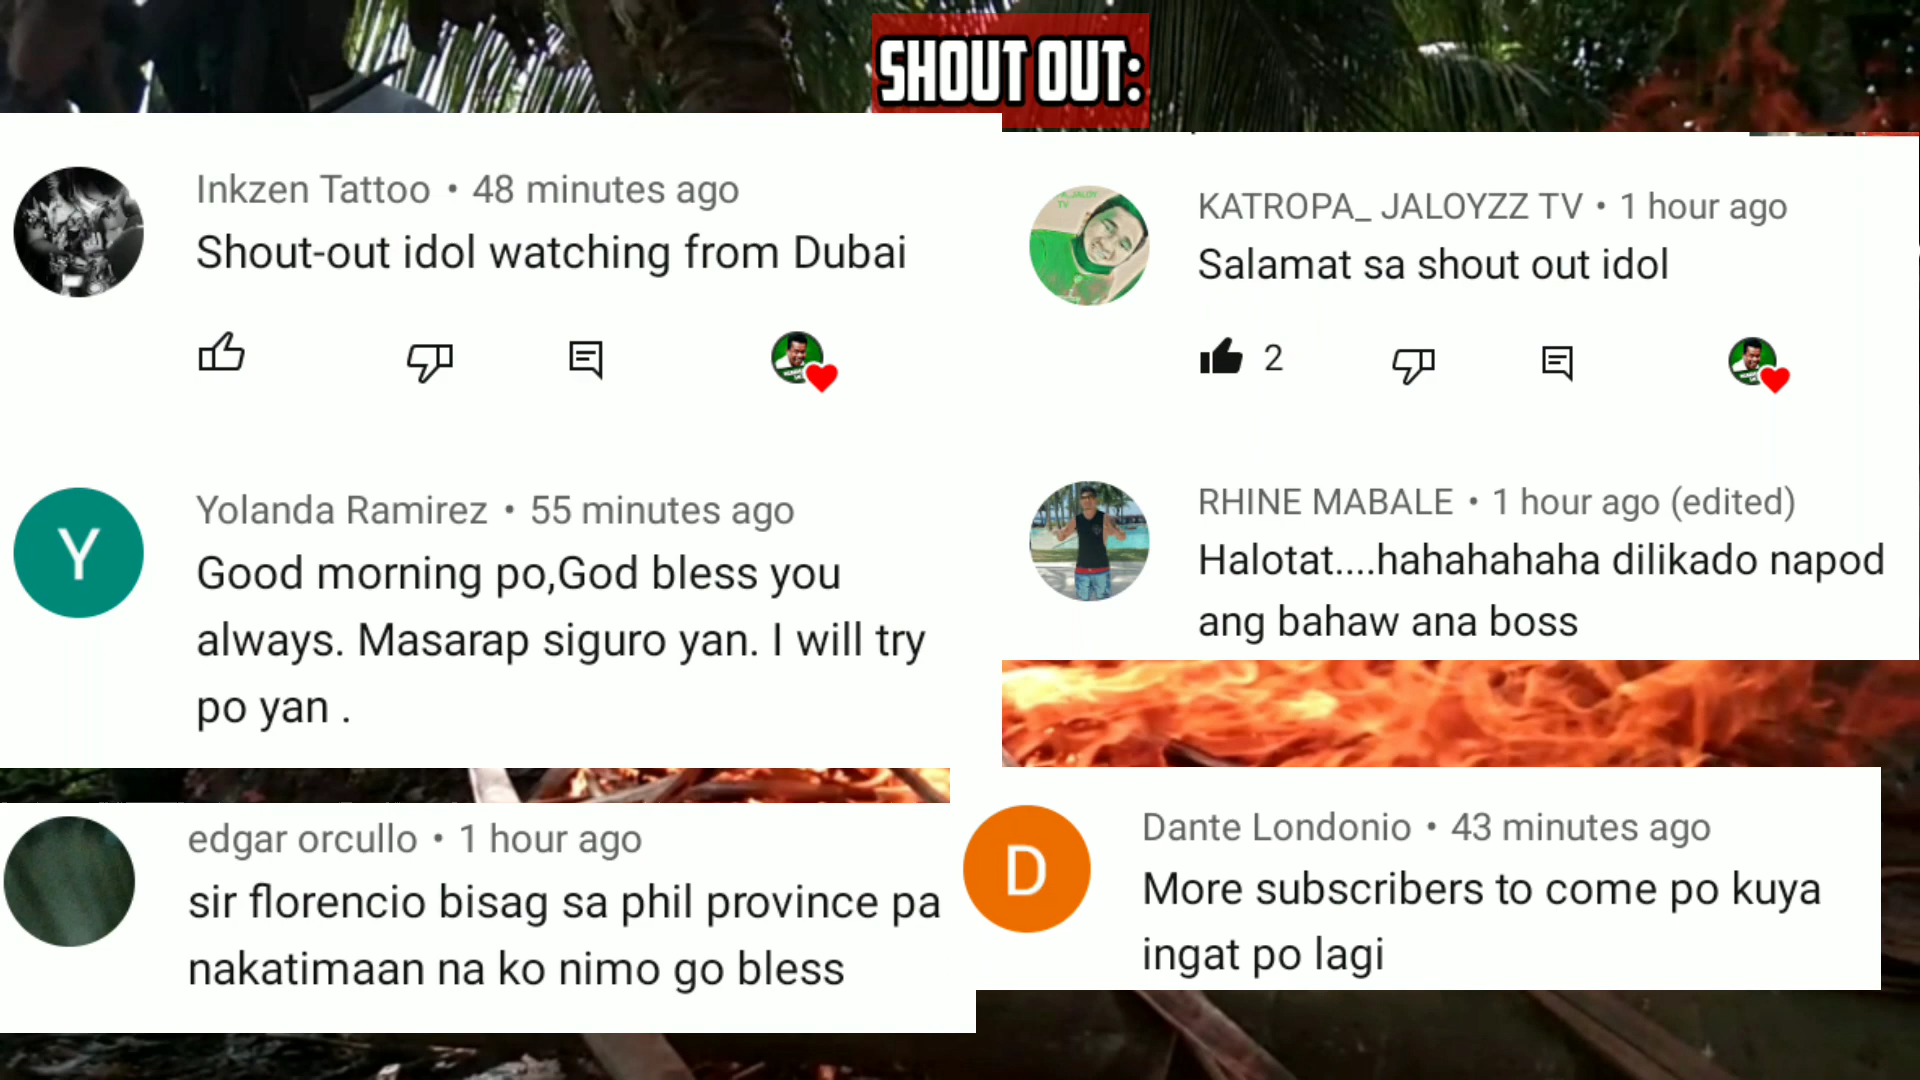 SHOUT OUT:
Inkzen Tattoo • 48 minutes ago
Shout-out idol watching from Dubai
Yolanda Ramirez • 55 minutes ago
Good morning po,God bless you
always. Masarap siguro yan. I will try
po yan .
Y
edgar orcullo • 1 hour ago
sir florencio bisag sa phil province pa
nakatimaan na ko nimo go bless
KATROPA_ JALOYZZ TV • 1 hour ago
Salamat sa shout out idol
2
RHINE MABALE • 1 hour ago (edited)
Halotat....hahahahaha dilikado napod
ang bahaw ana boss
Dante Londonio • 43 minutes ago
D
More subscribers to come po kuya
ingat po lagi